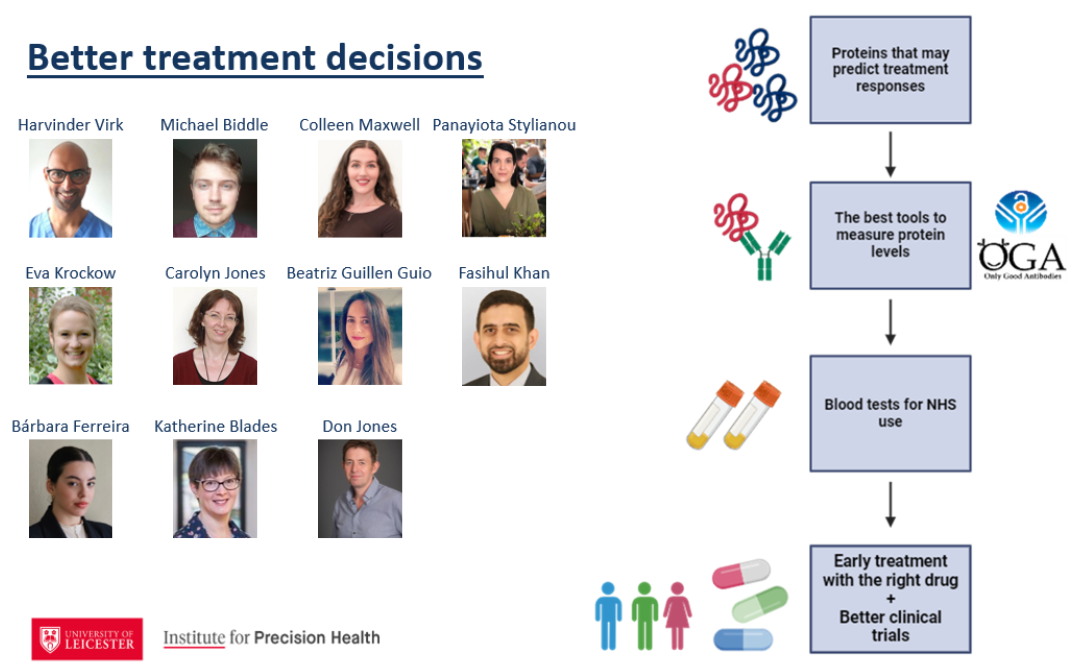 Better treatment decisions
Harvinder Virk
Michael Biddle
Colleen Maxwell
Panayiota Stylianou
Eva Krockow
Carolyn Jones
Beatriz Guillen Guio
Fasihul Khan
Bárbara Ferreira
Katherine Blades
Don Jones
UNIVERSITY OF
LEICESTER
Institute for Precision Health
Proteins that may
predict treatment
responses
The best tools to
measure protein
levels
OGA
Only Good Antibodies
Blood tests for NHS
use
Early treatment
with the right drug
+
Better clinical
trials